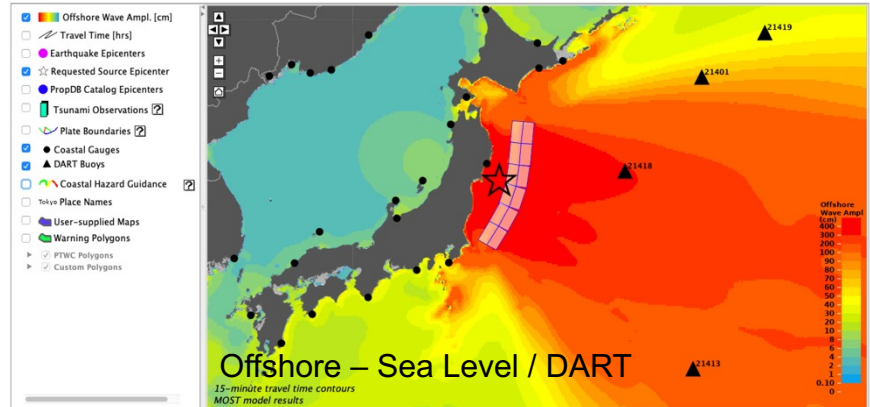 Offshore Wave Ampl. [cm]
Travel Time [hrs]
Earthquake Epicenters
Requested Source Epicenter
PropDB Catalog Epicenters
Tsunami Observations ?
Plate Boundaries ?
Coastal Gauges
DART Buoys
Coastal Hazard Guidance ?
Tokyo Place Names
User-supplied Maps
Warning Polygons
PTWC Polygons
Custom Polygons
21419
21401
21418
21413
Offshore
Wave Ampl
(cm)
400
300
200
100
90
80
70
60
50
40
30
20
10
8
6
4
2
1
0.10
0
Offshore – Sea Level / DART
15-minute travel time contours
MOST model results